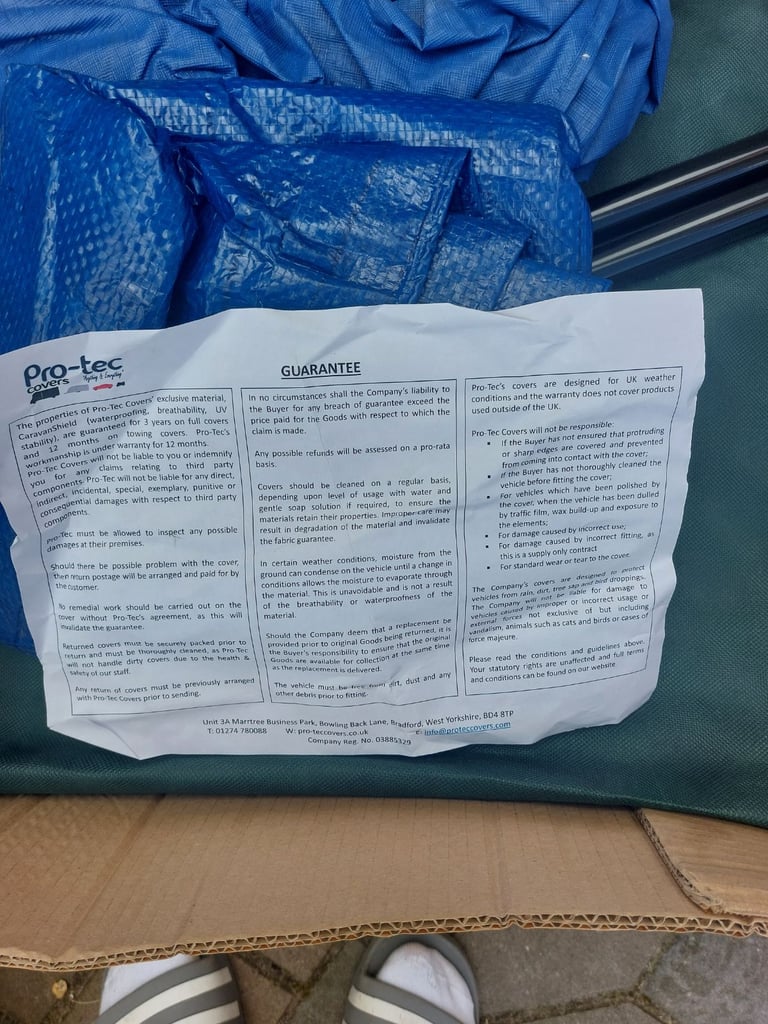 Pro-tec
covers
GUARANTEE
The properties of Pro-Tec Covers' exclusive material,
CaravanShield (waterproofing, breathability, UV
stability), are guaranteed for 3 years on full covers
and 12 months on towing covers. Pro-Tec's
workmanship is under warranty for 12 months.
Pro-Tec Covers will not be liable to you or indemnify
you for any claims relating to third party
components. Pro-Tec will not be liable for any direct,
indirect, incidental, special, exemplary, punitive or
consequential damages with respect to third party
components.
Pro-Tec must be allowed to inspect any possible
damages at their premises.
Should there be possible problem with the cover,
then return postage will be arranged and paid for by
the customer.
No remedial work should be carried out on the
cover without Pro-Tec's agreement, as this will
invalidate the guarantee.
Returned covers must be securely packed prior to
return and must be thoroughly cleaned, as Pro-Tec
will not handle dirty covers due to the health &
safety of our staff.
Any return of covers must be previously arranged
with Pro-Tec Covers prior to sending.
In no circumstances shall the Company's liability to
the Buyer for any breach of guarantee exceed the
price paid for the Goods with respect to which the
claim is made.
Any possible refunds will be assessed on a pro-rata
basis.
Covers should be cleaned on a regular basis,
depending upon level of usage with water and
gentle soap solution if required, to ensure the
materials retain their properties. Improper care may
result in degradation of the material and invalidate
the fabric guarantee.
In certain weather conditions, moisture from the
ground can condense on the vehicle until a change in
conditions allows the moisture to evaporate through
the material. This is unavoidable and is not a result
of the breathability or waterproofness of the
material.
Should the Company deem that a replacement be
provided prior to original Goods being returned, it is
the Buyer's responsibility to ensure that the original
Goods are available for collection at the same time
as the replacement is delivered.
The vehicle must be free from dirt, dust and any
other debris prior to fitting.
Pro-Tec's covers are designed for UK weather
conditions and the warranty does not cover products
used outside of the UK.
Pro-Tec Covers will not be responsible:
▪ If the Buyer has not ensured that protruding
or sharp edges are covered and prevented
from coming into contact with the cover;
▪ If the Buyer has not thoroughly cleaned the
vehicle before fitting the cover;
▪ For vehicles which have been polished by
the cover, when the vehicle has been dulled
by traffic film, wax build-up and exposure to
the elements;
▪ For damage caused by incorrect use;
▪ For damage caused by incorrect fitting, as
this is a supply only contract
▪ For standard wear or tear to the cover.
The Company's covers are designed to protect
vehicles from rain, dirt, tree sap and bird droppings.
The Company will not be liable for damage to
vehicles caused by improper or incorrect usage or
external forces not exclusive of but including
vandalism, animals such as cats and birds or cases of
force majeure.
Please read the conditions and guidelines above.
Your statutory rights are unaffected and full terms
and conditions can be found on our website
Unit 3A Marrtree Business Park, Bowling Back Lane, Bradford, West Yorkshire, BD4 8TP
T: 01274 780088 W: pro-teccovers.co.uk E: info@proteccovers.com
Company Reg. No. 03885329